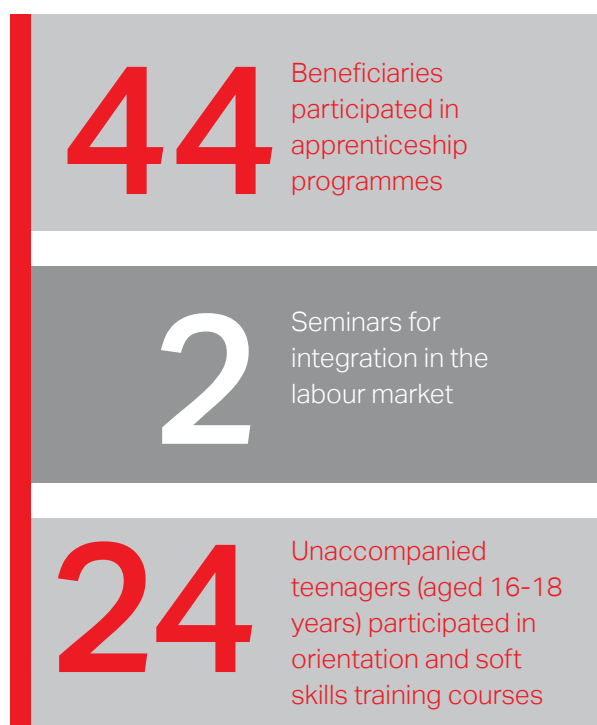 44
Beneficiaries
participated in
apprenticeship
programmes
2
Seminars for
integration in the
labour market
24
Unaccompanied
teenagers (aged 16-18
years) participated in
orientation and soft
skills training courses